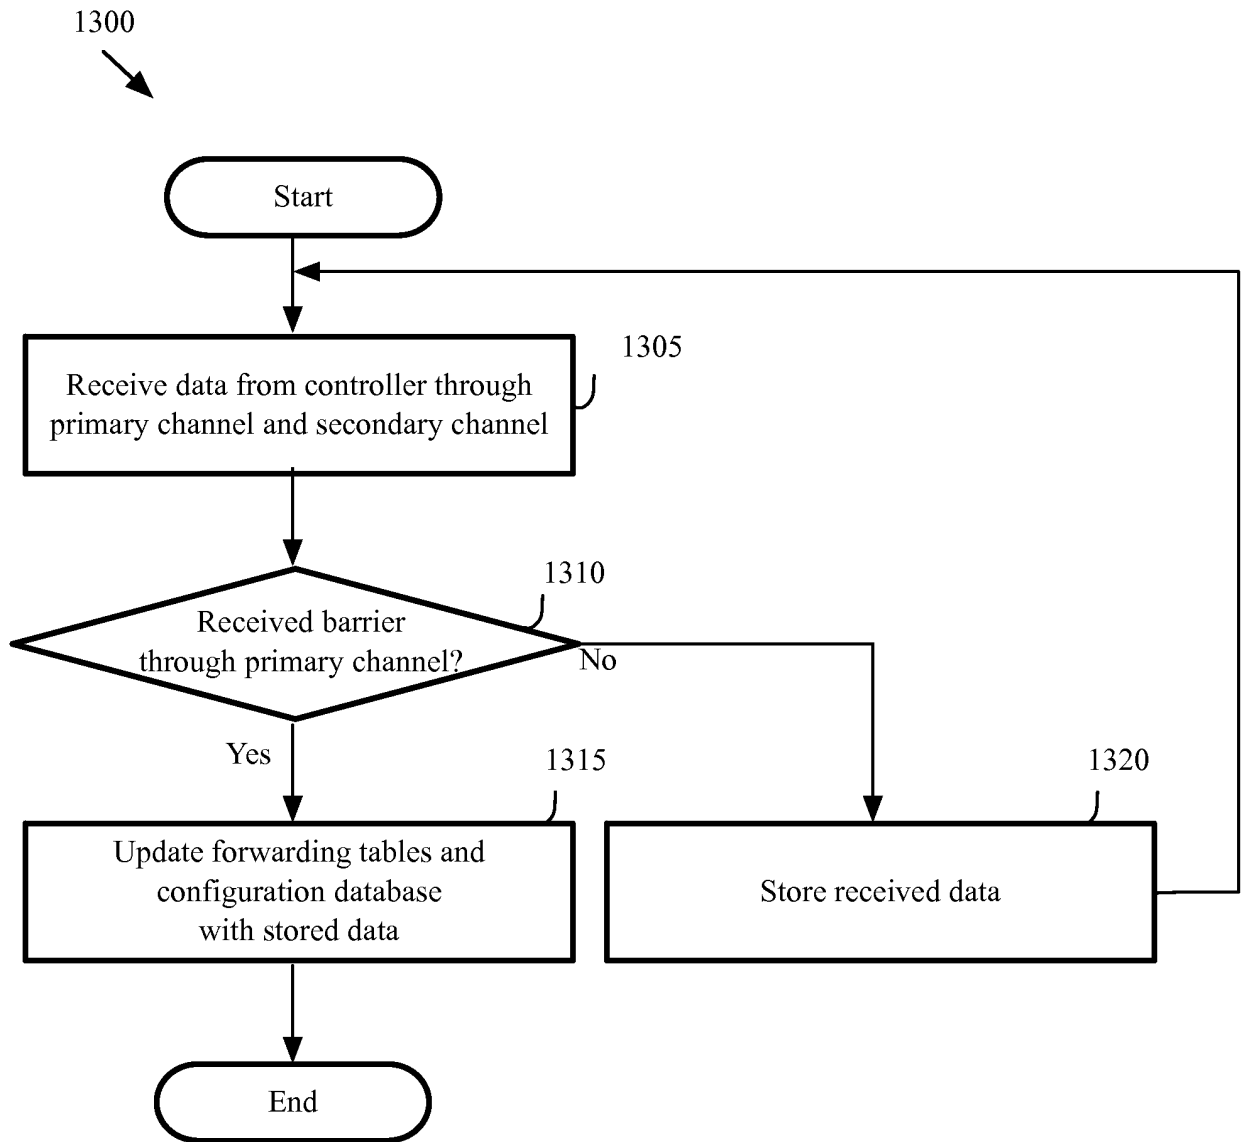 1300
Start
1305
Receive data from controller through
primary channel and secondary channel
1310
Received barrier
through primary channel?
No
Yes
1315
1320
Update forwarding tables and
configuration database
with stored data
Store received data
End